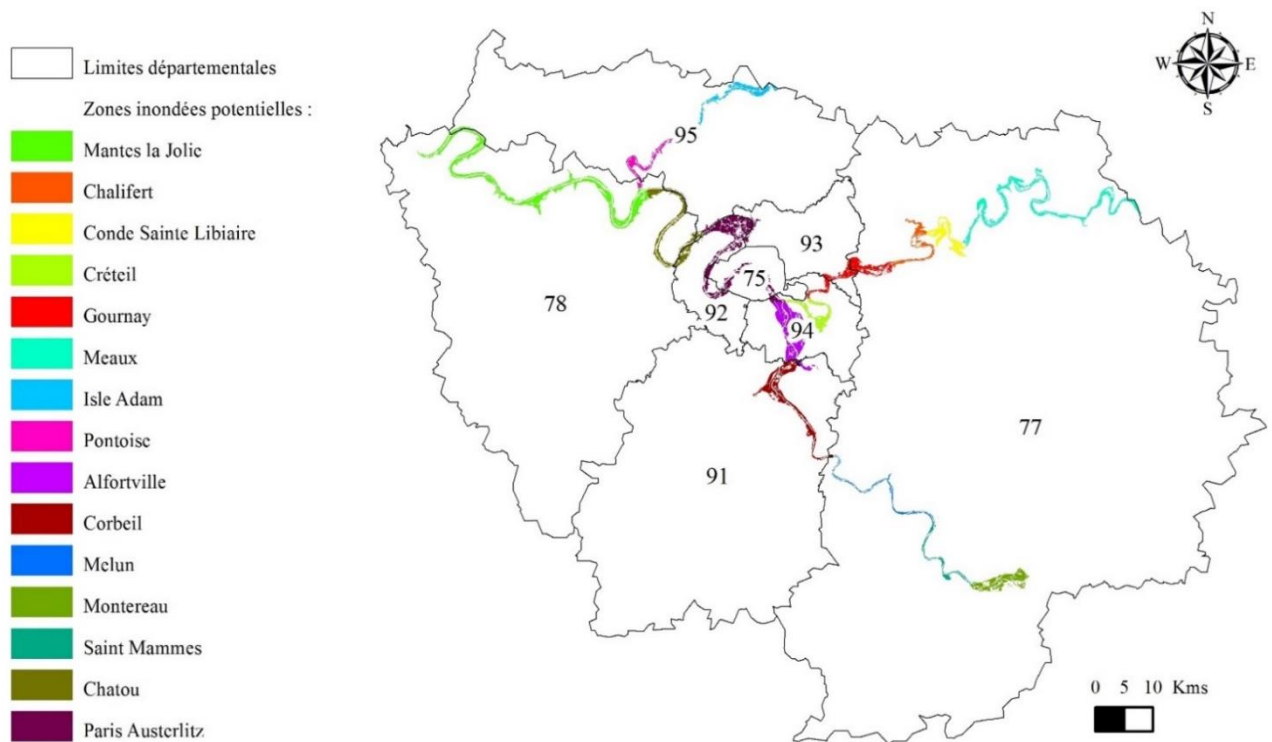 Limites départementales
Zones inondées potentielles :
Mantes la Jolie
Chalifert
Conde Sainte Libiaire
Créteil
Gournay
Meaux
Isle Adam
Pontoise
Alfortville
Corbeil
Melun
Montereau
Saint Mammes
Chatou
Paris Austerlitz
N
W E
S
95
93
75
78
92
94
77
91
0 5 10 Kms